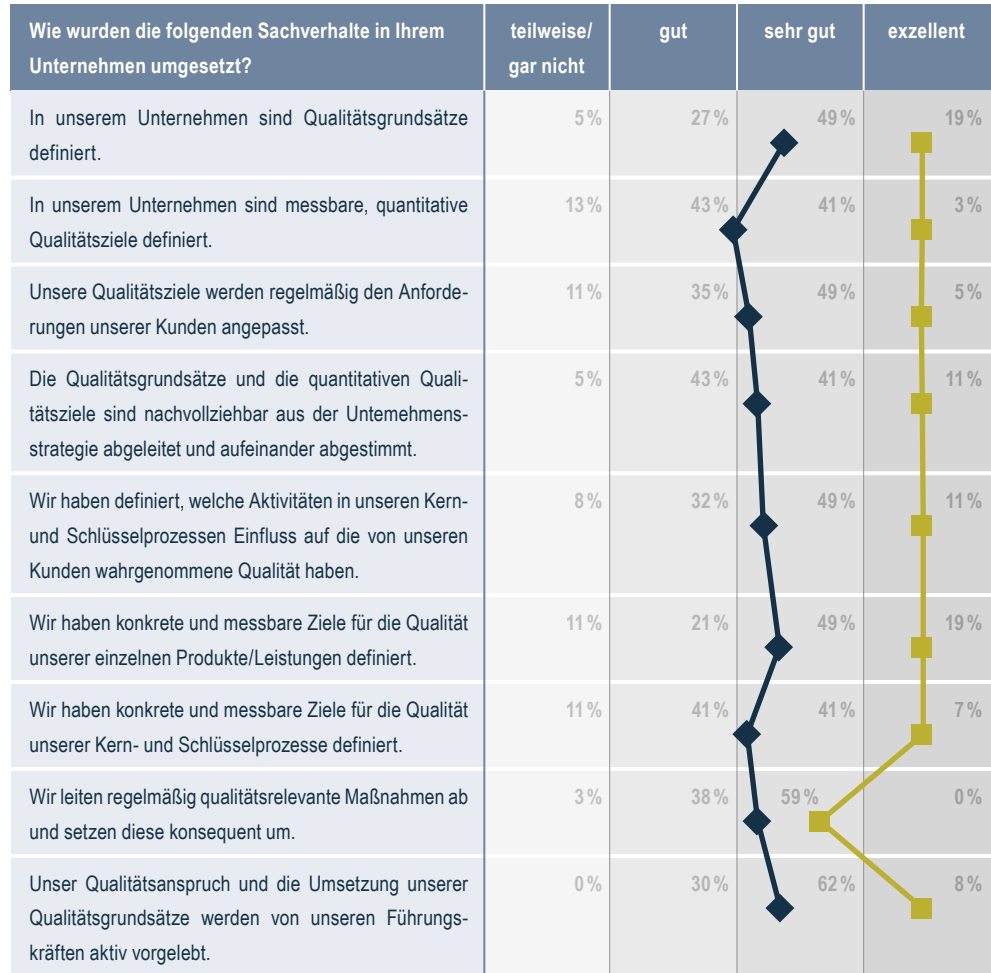 Wie wurden die folgenden Sachverhalte in Ihrem
Unternehmen umgesetzt?
teilweise/
gar nicht
gut
sehr gut
exzellent
In unserem Unternehmen sind Qualitätsgrundsätze
definiert.
5 % 27 % 49 % 19 %
In unserem Unternehmen sind messbare, quantitative
Qualitätsziele definiert.
13 % 43 % 41 % 3 %
Unsere Qualitätsziele werden regelmäßig den Anforde-
rungen unserer Kunden angepasst.
11 % 35 % 49 % 5 %
Die Qualitätsgrundsätze und die quantitativen Quali-
tätsziele sind nachvollziehbar aus der Untemehmens-
strategie abgeleitet und aufeinander abgestimmt.
5 % 43 % 41 % 11 %
Wir haben definiert, welche Aktivitäten in unseren Kern-
und Schlüsselprozessen Einfluss auf die von unseren
Kunden wahrgenommene Qualität haben.
8 % 32 % 49 % 11 %
Wir haben konkrete und messbare Ziele für die Qualität
unserer einzelnen Produkte/Leistungen definiert.
11 % 21 % 49 % 19 %
Wir haben konkrete und messbare Ziele für die Qualität
unserer Kern- und Schlüsselprozesse definiert.
11 % 41 % 41 % 7 %
Wir leiten regelmäßig qualitätsrelevante Maßnahmen ab
und setzen diese konsequent um.
3 % 38 % 59 % 0 %
Unser Qualitätsanspruch und die Umsetzung unserer
Qualitätsgrundsätze werden von unseren Führungs-
kräften aktiv vorgelebt.
0 % 30 % 62 % 8 %